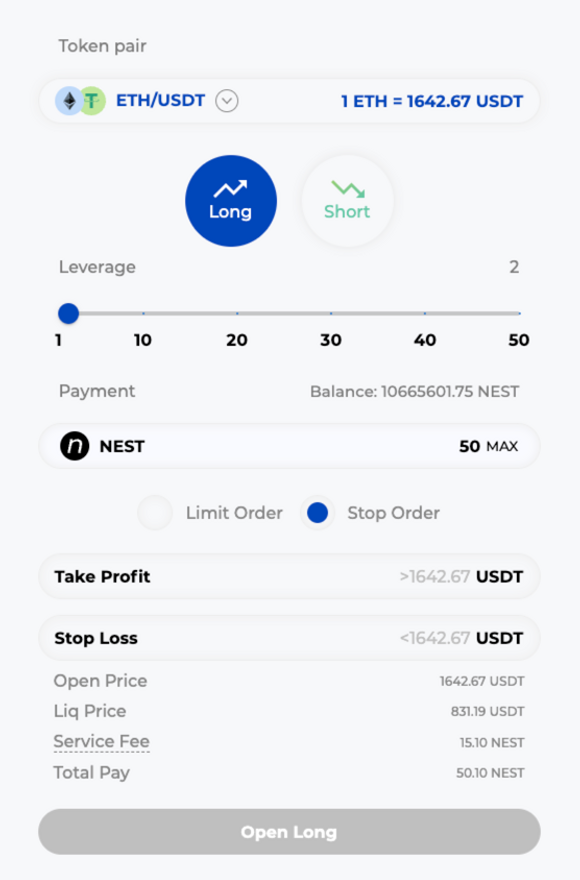 Token pair
ETH/USDT 1 ETH = 1642.67 USDT
Long Short
Leverage 2
1 10 20 30 40 50
Payment Balance: 10665601.75 NEST
n NEST 50 MAX
Limit Order Stop Order
Take Profit >1642.67 USDT
Stop Loss <1642.67 USDT
Open Price 1642.67 USDT
Liq Price 831.19 USDT
Service Fee 15.10 NEST
Total Pay 50.10 NEST
Open Long